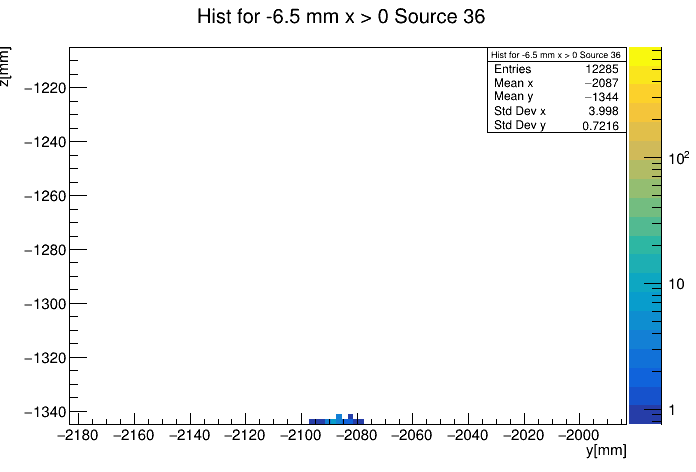 Hist for -6.5 mm x > 0 Source 36
z[mm]
Hist for -6.5 mm x > 0 Source 36
Entries 12285
Mean x −2087
Mean y −1344
Std Dev x 3.998
Std Dev y 0.7216
−1220
−1240
−1260
−1280
−1300
−1320
−1340
10²
10
1
−2180 −2160 −2140 −2120 −2100 −2080 −2060 −2040 −2020 −2000
y[mm]